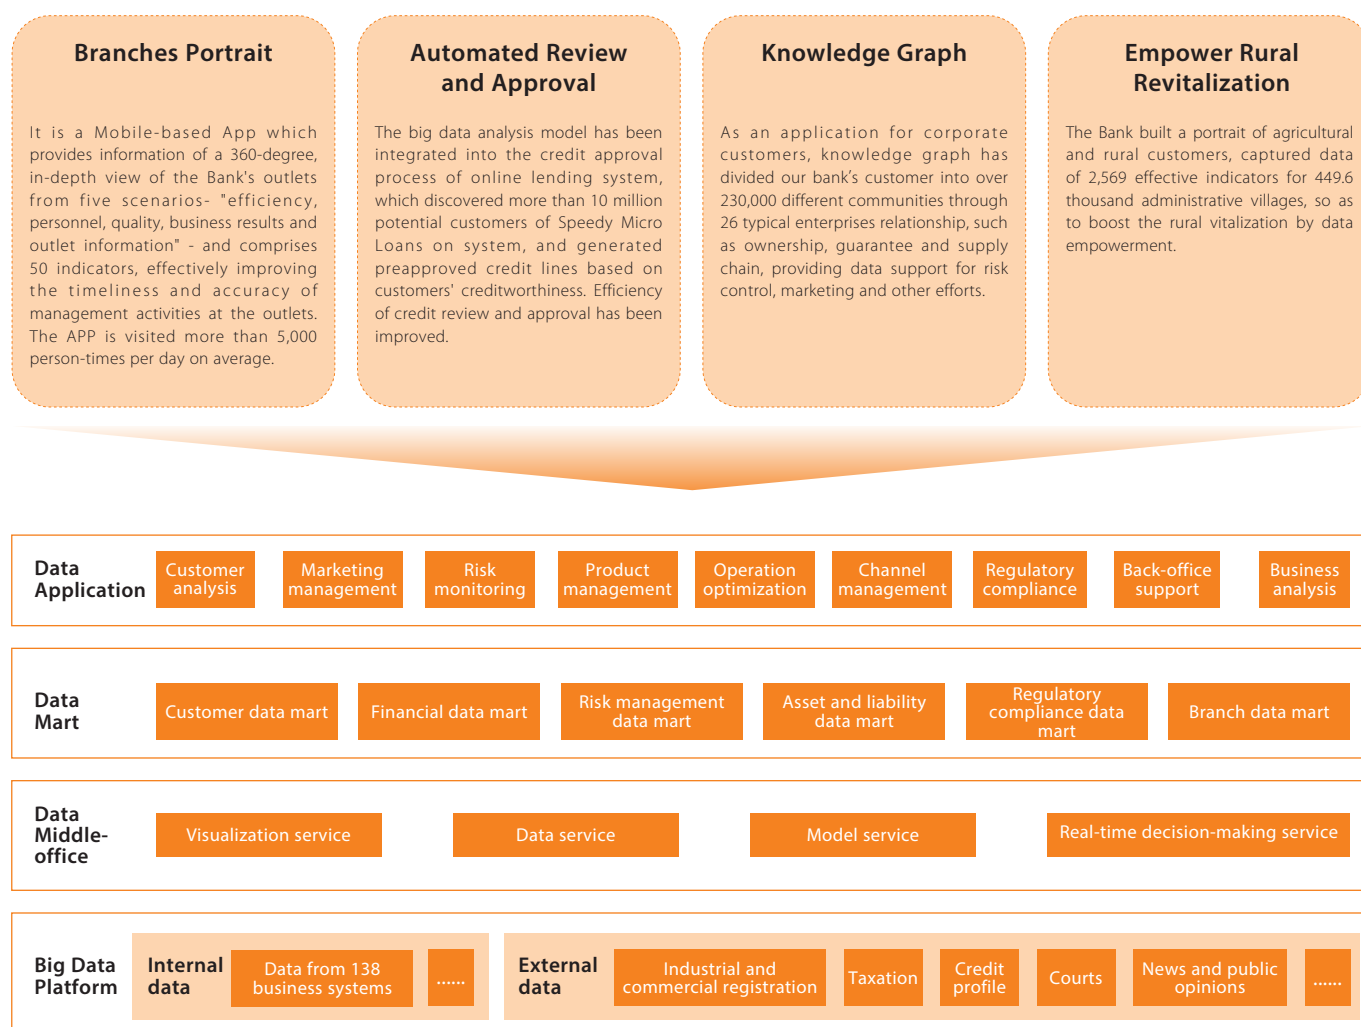 Branches Portrait
It is a Mobile-based App which
provides information of a 360-degree,
in-depth view of the Bank's outlets
from five scenarios- "efficiency,
personnel, quality, business results and
outlet information" - and comprises
50 indicators, effectively improving
the timeliness and accuracy of
management activities at the outlets.
The APP is visited more than 5,000
person-times per day on average.
Automated Review
and Approval
The big data analysis model has been
integrated into the credit approval
process of online lending system,
which discovered more than 10 million
potential customers of Speedy Micro
Loans on system, and generated
preapproved credit lines based on
customers' creditworthiness. Efficiency
of credit review and approval has been
improved.
Knowledge Graph
As an application for corporate
customers, knowledge graph has
divided our bank’s customer into over
230,000 different communities through
26 typical enterprises relationship, such
as ownership, guarantee and supply
chain, providing data support for risk
control, marketing and other efforts.
Empower Rural
Revitalization
The Bank built a portrait of agricultural
and rural customers, captured data
of 2,569 effective indicators for 449.6
thousand administrative villages, so as
to boost the rural vitalization by data
empowerment.
Data
Application
Customer
analysis
Marketing
management
Risk
monitoring
Product
management
Operation
optimization
Channel
management
Regulatory
compliance
Back-office
support
Business
analysis
Data
Mart
Customer data mart
Financial data mart
Risk management
data mart
Asset and liability
data mart
Regulatory
compliance data
mart
Branch data mart
Data
Middle-
office
Visualization service
Data service
Model service
Real-time decision-making service
Big Data
Platform
Internal
data
Data from 138
business systems
......
External
data
Industrial and
commercial registration
Taxation
Credit
profile
Courts
News and public
opinions
......